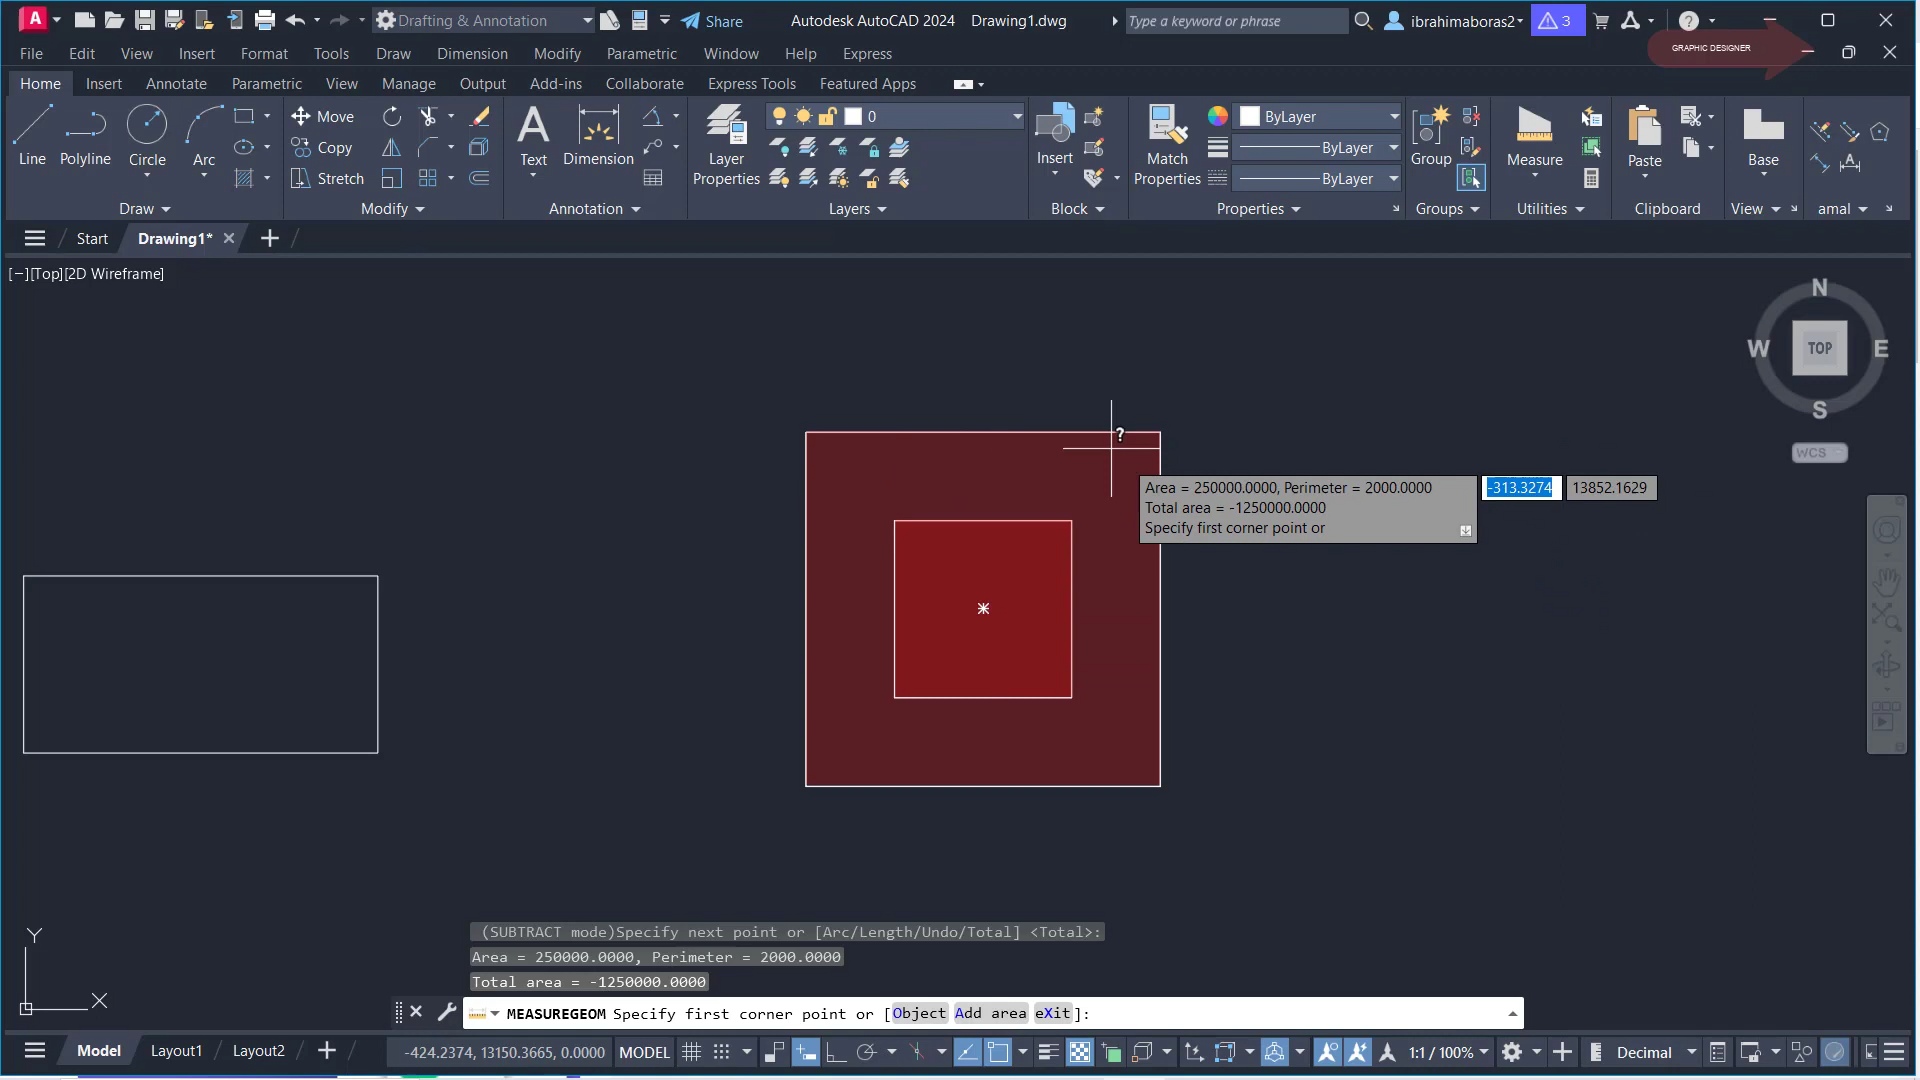 A Drafting & Annotation Share Autodesk AutoCAD 2024 Drawing1.dwg Type a keyword or phrase ibrahimaboras2 3 ?
File Edit View Insert Format Tools Draw Dimension Modify Parametric Window Help Express GRAPHIC DESIGNER
Home Insert Annotate Parametric View Manage Output Add-ins Collaborate Express Tools Featured Apps
Move 0 ByLayer
Copy ByLayer
Line Polyline Circle Arc Text Dimension Layer Insert Match Group Measure Paste Base
Stretch Properties Properties ByLayer
Draw Modify Annotation Layers Block Properties Groups Utilities Clipboard View amal
Start Drawing1* +
[−][Top][2D Wireframe]
N
W TOP E
S
WCS
?
Area = 250000.0000, Perimeter = 2000.0000 -313.3274 13852.1629
Total area = -1250000.0000
Specify first corner point or
Y
X
(SUBTRACT mode)Specify next point or [Arc/Length/Undo/Total] <Total>:
Area = 250000.0000, Perimeter = 2000.0000
Total area = -1250000.0000
MEASUREGEOM Specify first corner point or [Object Add area eXit]:
Model Layout1 Layout2 + -424.2374, 13150.3665, 0.0000 MODEL 1:1 / 100% Decimal